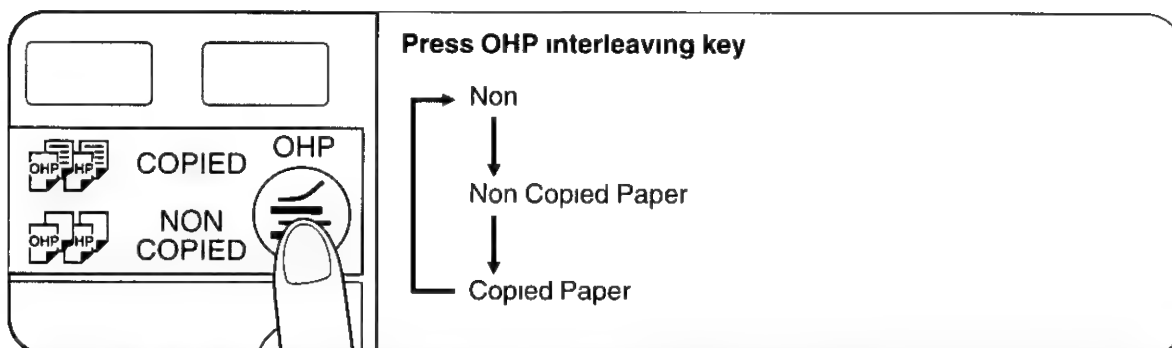 Press OHP interleaving key
Non
Non Copied Paper
Copied Paper
OHP
OHP HP COPIED
OHP HP NON
COPIED